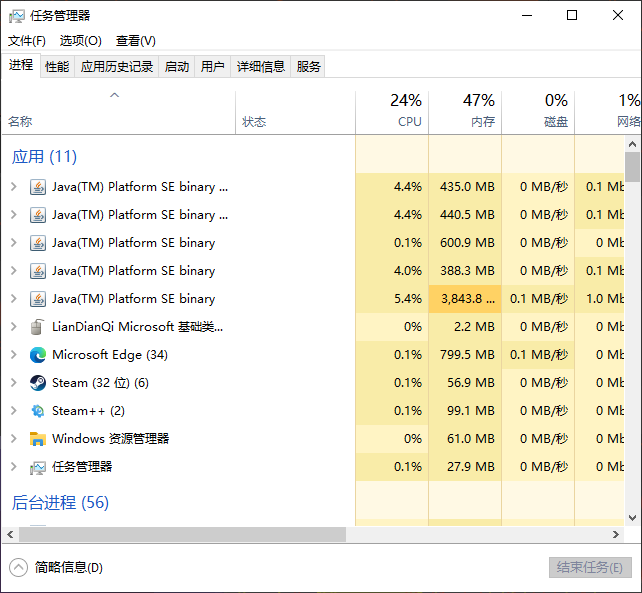 任务管理器
文件(F) 选项(O) 查看(V)
进程 性能 应用历史记录 启动 用户 详细信息 服务
24% 47% 0% 1%
名称 状态 CPU 内存 磁盘 网络
应用 (11)
Java(TM) Platform SE binary ... 4.4% 435.0 MB 0 MB/秒 0.1 Mb
Java(TM) Platform SE binary ... 4.4% 440.5 MB 0 MB/秒 0.1 Mb
Java(TM) Platform SE binary 0.1% 600.9 MB 0 MB/秒 0 Mb
Java(TM) Platform SE binary 4.0% 388.3 MB 0 MB/秒 0.1 Mb
Java(TM) Platform SE binary 5.4% 3,843.8 ... 0.1 MB/秒 1.0 Mb
LianDianQi Microsoft 基础类... 0% 2.2 MB 0 MB/秒 0 Mb
Microsoft Edge (34) 0.1% 799.5 MB 0.1 MB/秒 0 Mb
Steam (32 位) (6) 0.1% 56.9 MB 0 MB/秒 0 Mb
Steam++ (2) 0.1% 99.1 MB 0 MB/秒 0 Mb
Windows 资源管理器 0% 61.0 MB 0 MB/秒 0 Mb
任务管理器 0.1% 27.9 MB 0 MB/秒 0 Mb
后台进程 (56)
简略信息(D) 结束任务(E)